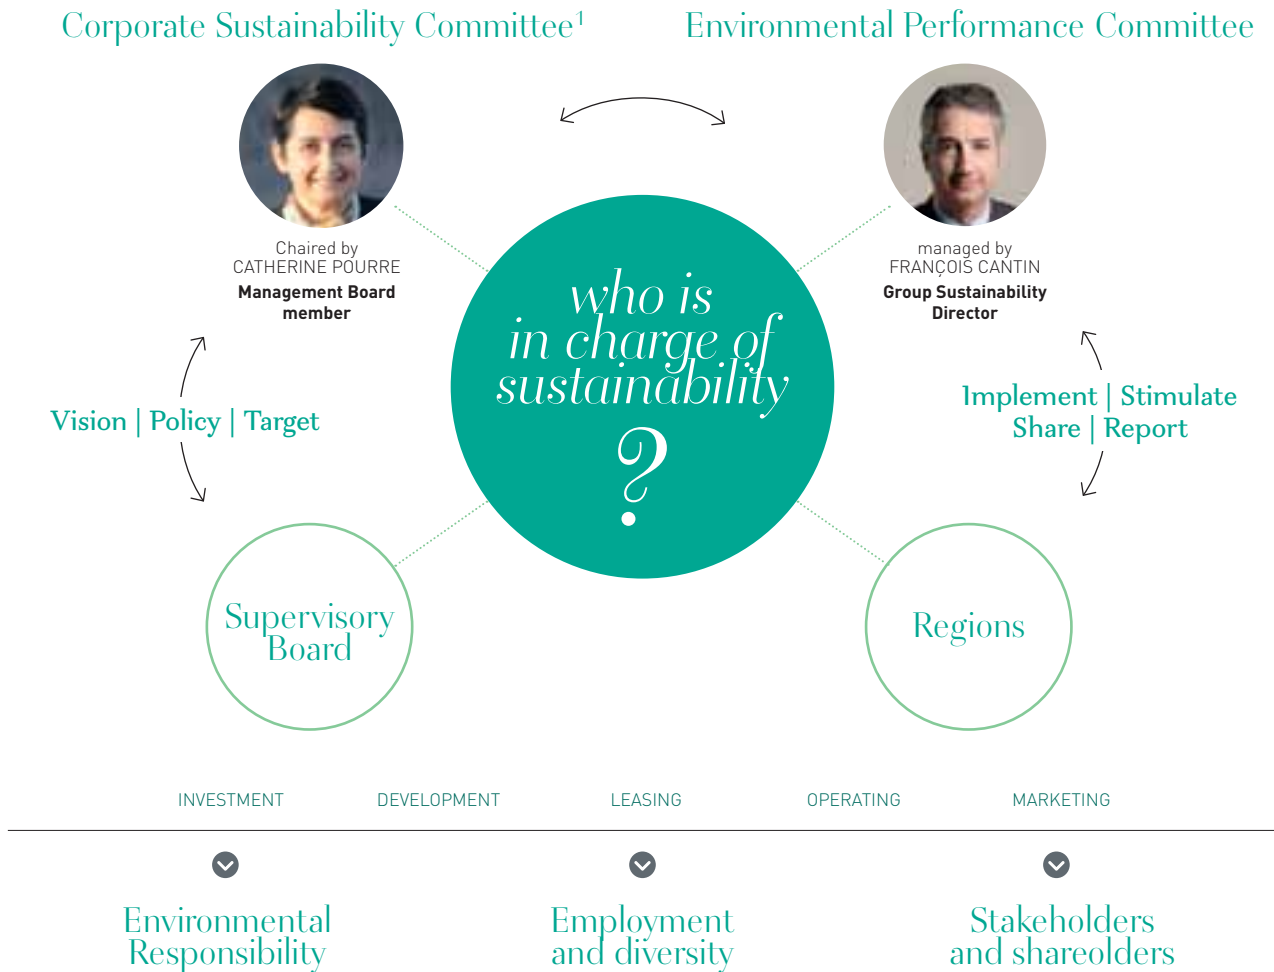 Corporate Sustainability Committee¹
Environmental Performance Committee
Chaired by
CATHERINE POURRE
Management Board
member
managed by
FRANÇOIS CANTIN
Group Sustainability
Director
who is
in charge of
sustainability
?
Vision | Policy | Target
Implement | Stimulate
Share | Report
Supervisory
Board
Regions
INVESTMENT
DEVELOPMENT
LEASING
OPERATING
MARKETING
Environmental
Responsibility
Employment
and diversity
Stakeholders
and shareolders